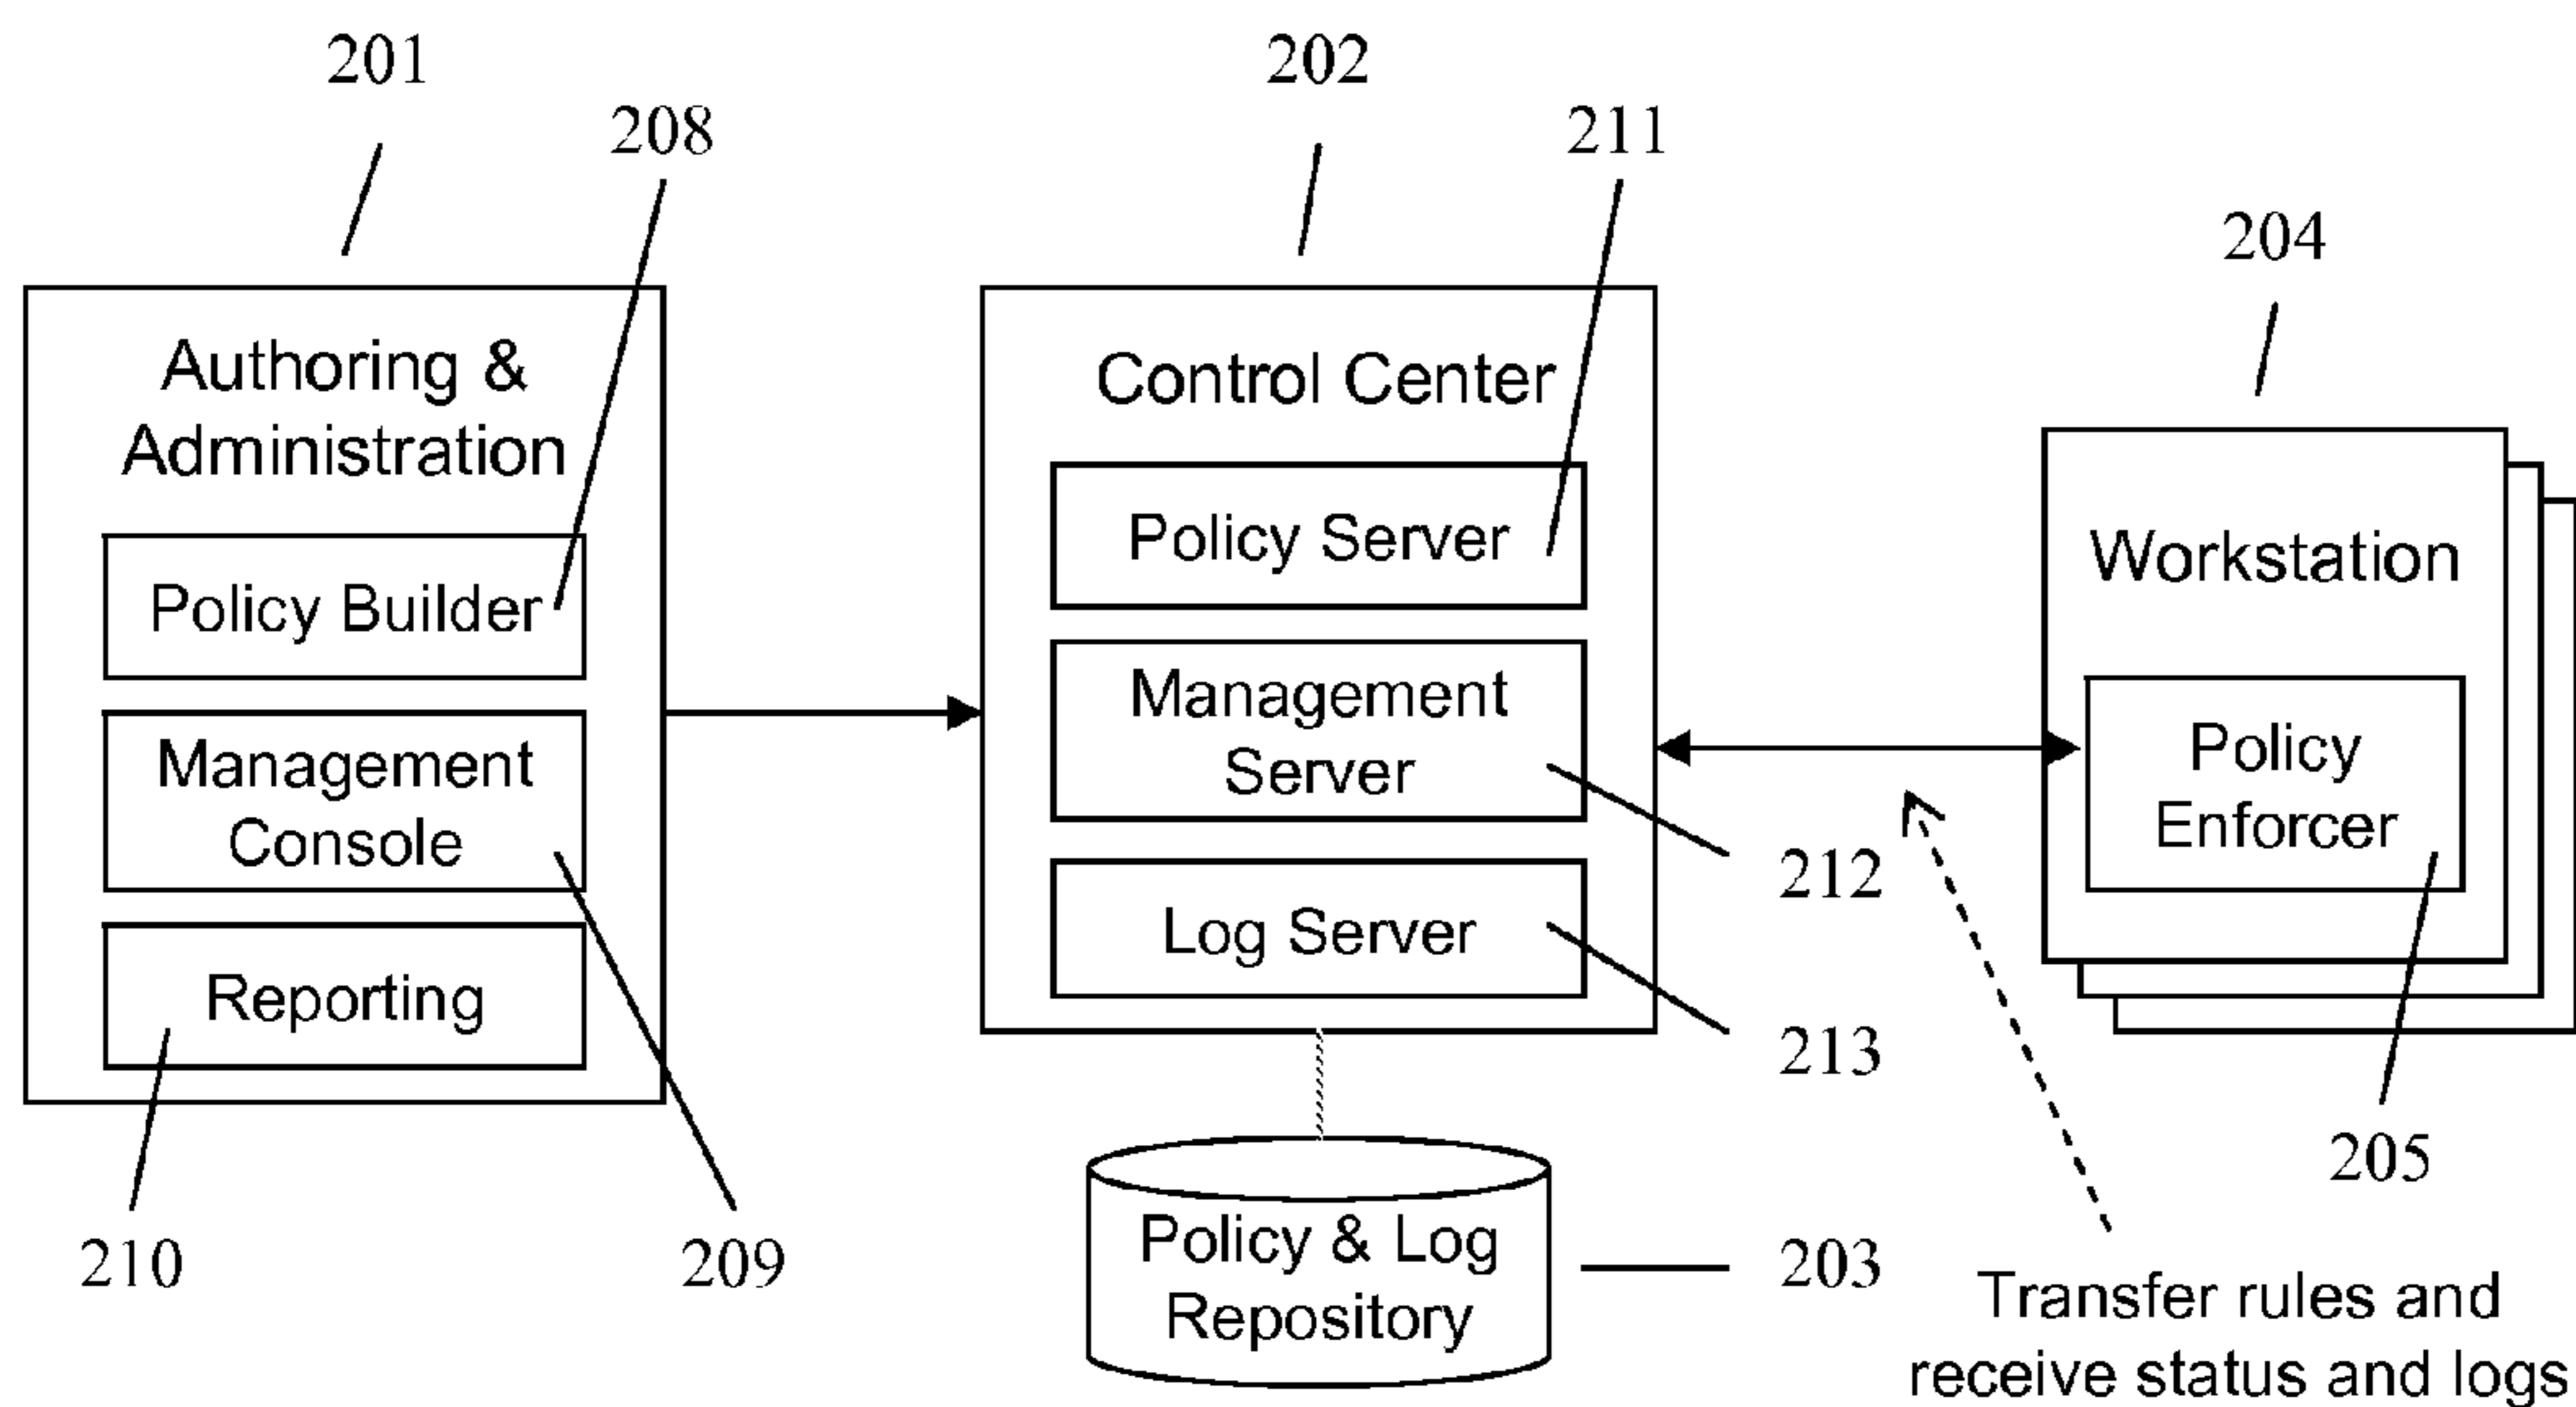 201
202
208
211
204
Authoring &
Administration
Control Center
Policy Server
Workstation
Policy Builder
Management
Server
Policy
Enforcer
Management
Console
212
Log Server
Reporting
213
205
210
209
Policy & Log
Repository
203
Transfer rules and
receive status and logs